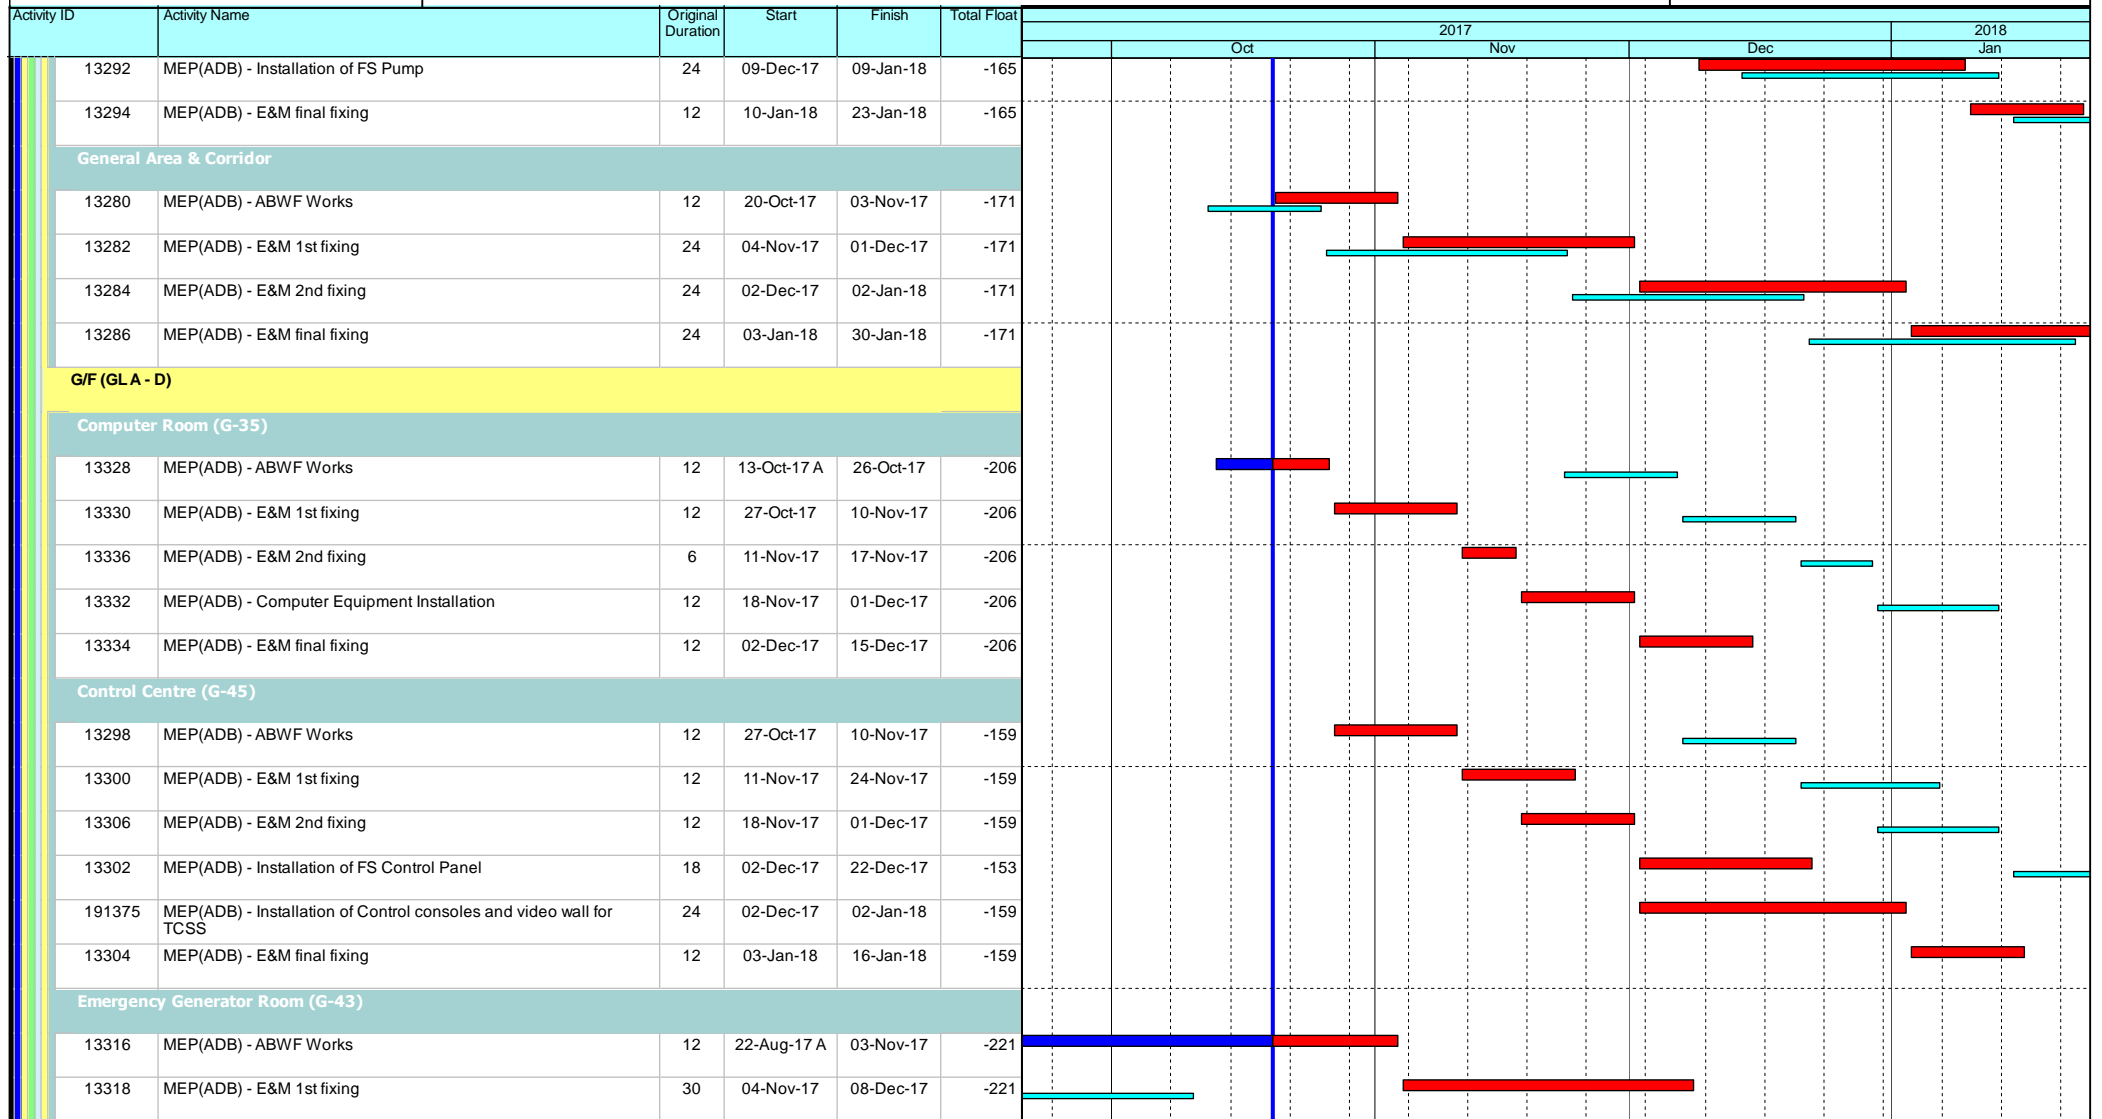 Activity ID Activity Name Original Duration Start Finish Total Float
2017 2018
Oct Nov Dec Jan
13292 MEP(ADB) - Installation of FS Pump 24 09-Dec-17 09-Jan-18 -165
13294 MEP(ADB) - E&M final fixing 12 10-Jan-18 23-Jan-18 -165
General Area & Corridor
13280 MEP(ADB) - ABWF Works 12 20-Oct-17 03-Nov-17 -171
13282 MEP(ADB) - E&M 1st fixing 24 04-Nov-17 01-Dec-17 -171
13284 MEP(ADB) - E&M 2nd fixing 24 02-Dec-17 02-Jan-18 -171
13286 MEP(ADB) - E&M final fixing 24 03-Jan-18 30-Jan-18 -171
G/F (GL A - D)
Computer Room (G-35)
13328 MEP(ADB) - ABWF Works 12 13-Oct-17 A 26-Oct-17 -206
13330 MEP(ADB) - E&M 1st fixing 12 27-Oct-17 10-Nov-17 -206
13336 MEP(ADB) - E&M 2nd fixing 6 11-Nov-17 17-Nov-17 -206
13332 MEP(ADB) - Computer Equipment Installation 12 18-Nov-17 01-Dec-17 -206
13334 MEP(ADB) - E&M final fixing 12 02-Dec-17 15-Dec-17 -206
Control Centre (G-45)
13298 MEP(ADB) - ABWF Works 12 27-Oct-17 10-Nov-17 -159
13300 MEP(ADB) - E&M 1st fixing 12 11-Nov-17 24-Nov-17 -159
13306 MEP(ADB) - E&M 2nd fixing 12 18-Nov-17 01-Dec-17 -159
13302 MEP(ADB) - Installation of FS Control Panel 18 02-Dec-17 22-Dec-17 -153
191375 MEP(ADB) - Installation of Control consoles and video wall for 24 02-Dec-17 02-Jan-18 -159
TCSS
13304 MEP(ADB) - E&M final fixing 12 03-Jan-18 16-Jan-18 -159
Emergency Generator Room (G-43)
13316 MEP(ADB) - ABWF Works 12 22-Aug-17 A 03-Nov-17 -221
13318 MEP(ADB) - E&M 1st fixing 30 04-Nov-17 08-Dec-17 -221